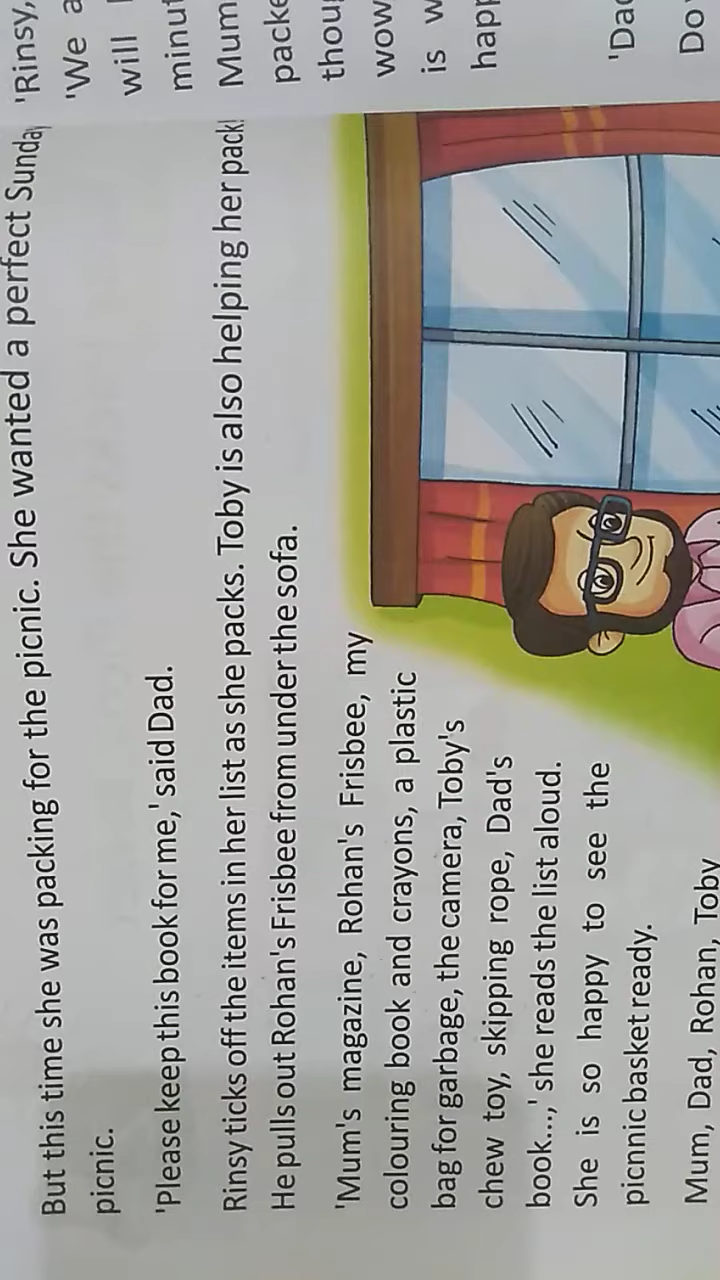 But this time she was packing for the picnic. She wanted a perfect Sunday
picnic.
'Please keep this book for me,' said Dad.
Rinsy ticks off the items in her list as she packs. Toby is also helping her pack!
He pulls out Rohan's Frisbee from under the sofa.
'Mum's magazine, Rohan's Frisbee, my
colouring book and crayons, a plastic
bag for garbage, the camera, Toby's
chew toy, skipping rope, Dad's
book...,' she reads the list aloud.
She is so happy to see the
picnnic basket ready.
Mum, Dad, Rohan, Toby
'Rinsy,
'We a
will
minut
Mum
packe
thou
wow
is w
happ
'Dad
Do